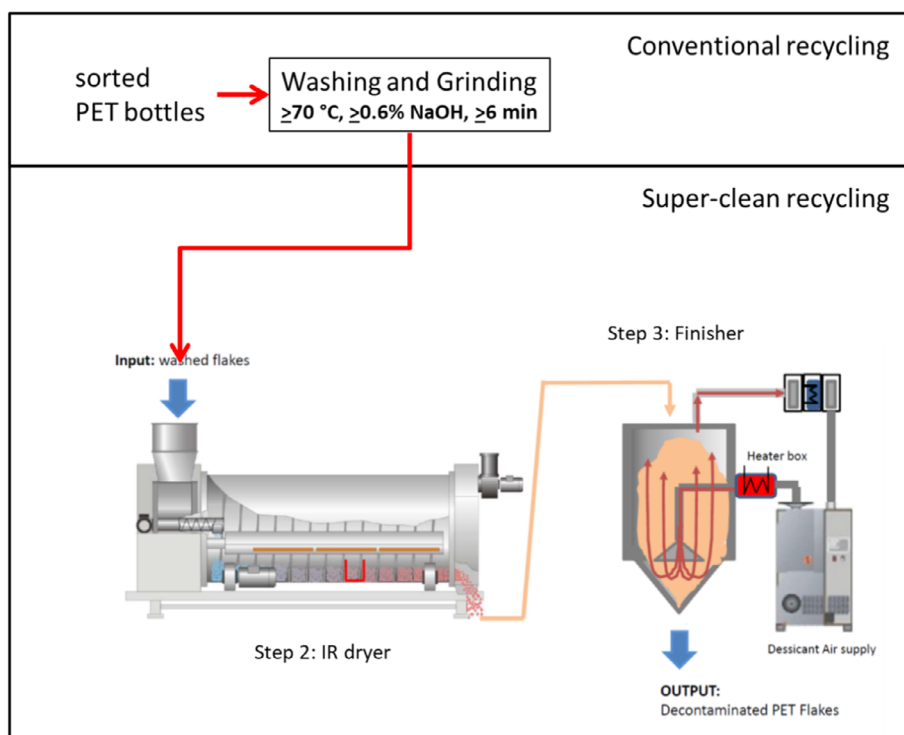 Conventional recycling
sorted
PET bottles
Washing and Grinding
≥70 °C, ≥0.6% NaOH, ≥6 min
Super-clean recycling
Step 3: Finisher
Input: washed flakes
Heater box
Step 2: IR dryer
Dessicant Air supply
OUTPUT:
Decontaminated PET Flakes